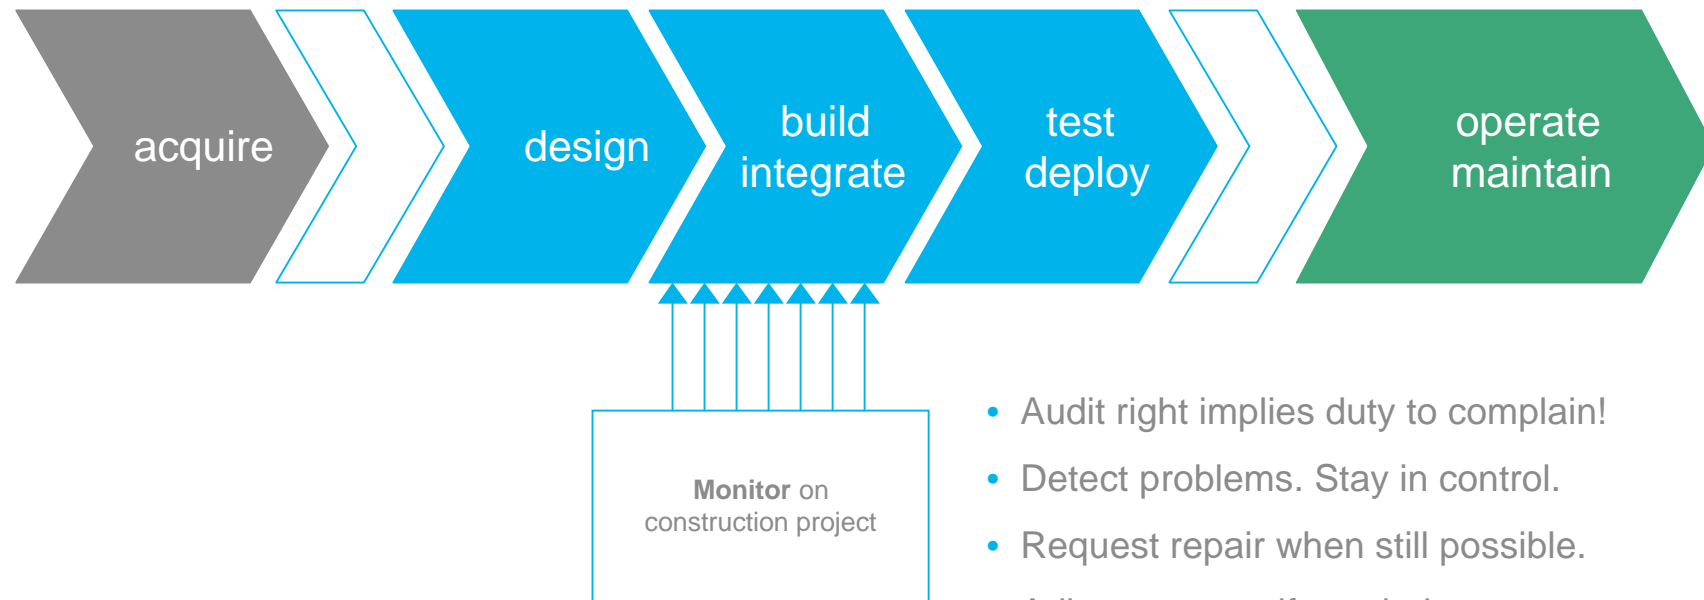 acquire
design
build
integrate
test
deploy
operate
maintain
Monitor on
construction project
• Audit right implies duty to complain!
• Detect problems. Stay in control.
• Request repair when still possible.